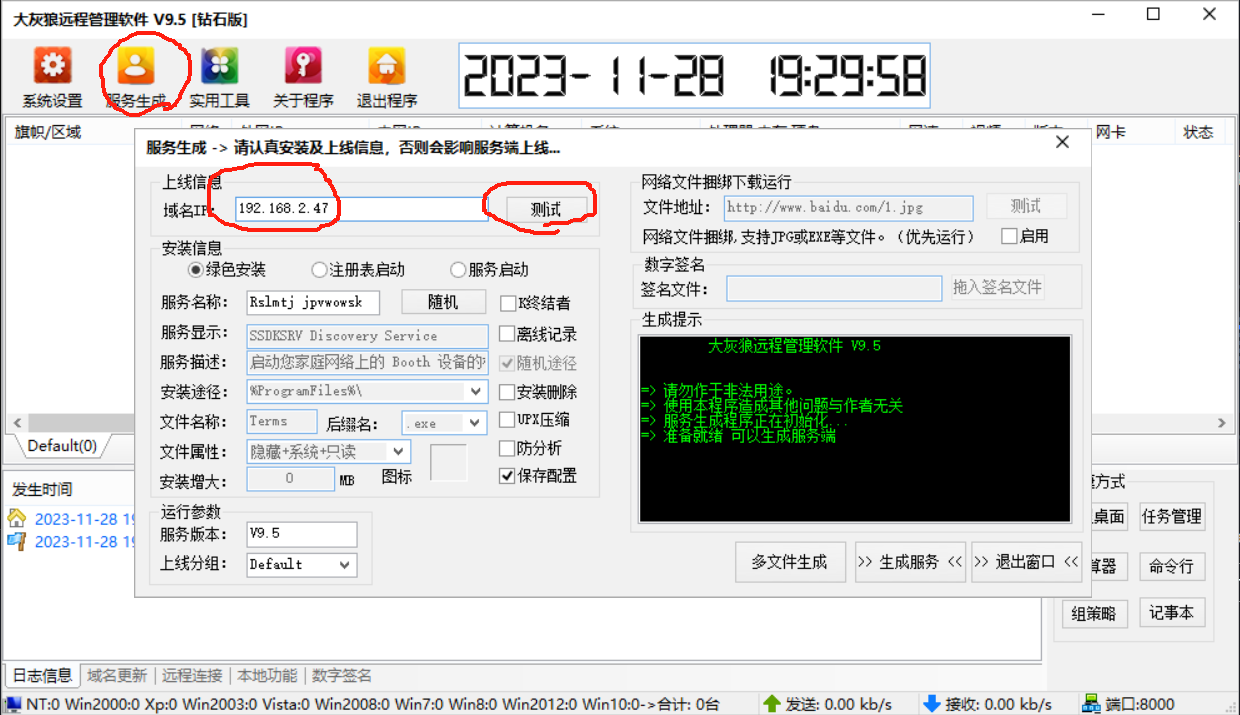 大灰狼远程管理软件 V9.5 [钻石版]
系统设置 服务生成 实用工具 关于程序 退出程序
2023-11-28 19:29:58
旗帜/区域
网卡 状态
服务生成 -> 请认真安装及上线信息，否则会影响服务端上线...
上线信息
域名IP: 192.168.2.47 测试
安装信息
绿色安装 注册表启动 服务启动
服务名称: Rslmtj jpvwowsk 随机 K终结者
服务显示: SSDKSRV Discovery Service 离线记录
服务描述: 启动您家庭网络上的 Booth 设备的 随机途径
安装途径: %ProgramFiles%\ 安装删除
文件名称: Terms 后缀名: .exe UPX压缩
文件属性: 隐藏+系统+只读 防分析
安装增大: 0 MB 图标 保存配置
运行参数
服务版本: V9.5
上线分组: Default
网络文件捆绑下载运行
文件地址: http://www.baidu.com/1.jpg 测试
网络文件捆绑,支持JPG或EXE等文件。（优先运行） 启用
数字签名
签名文件: 拖入签名文件
生成提示
大灰狼远程管理软件 V9.5
=> 请勿作于非法用途。
=> 使用本程序造成其他问题与作者无关
=> 服务生成程序正在初始化...
=> 准备就绪 可以生成服务端
多文件生成 >> 生成服务 << >> 退出窗口 <<
Default(0)
发生时间
2023-11-28 19
2023-11-28 19
方式
桌面 任务管理
算器 命令行
组策略 记事本
日志信息 域名更新 远程连接 本地功能 数字签名
NT:0 Win2000:0 Xp:0 Win2003:0 Vista:0 Win2008:0 Win7:0 Win8:0 Win2012:0 Win10:0->合计: 0台 发送: 0.00 kb/s 接收: 0.00 kb/s 端口:8000